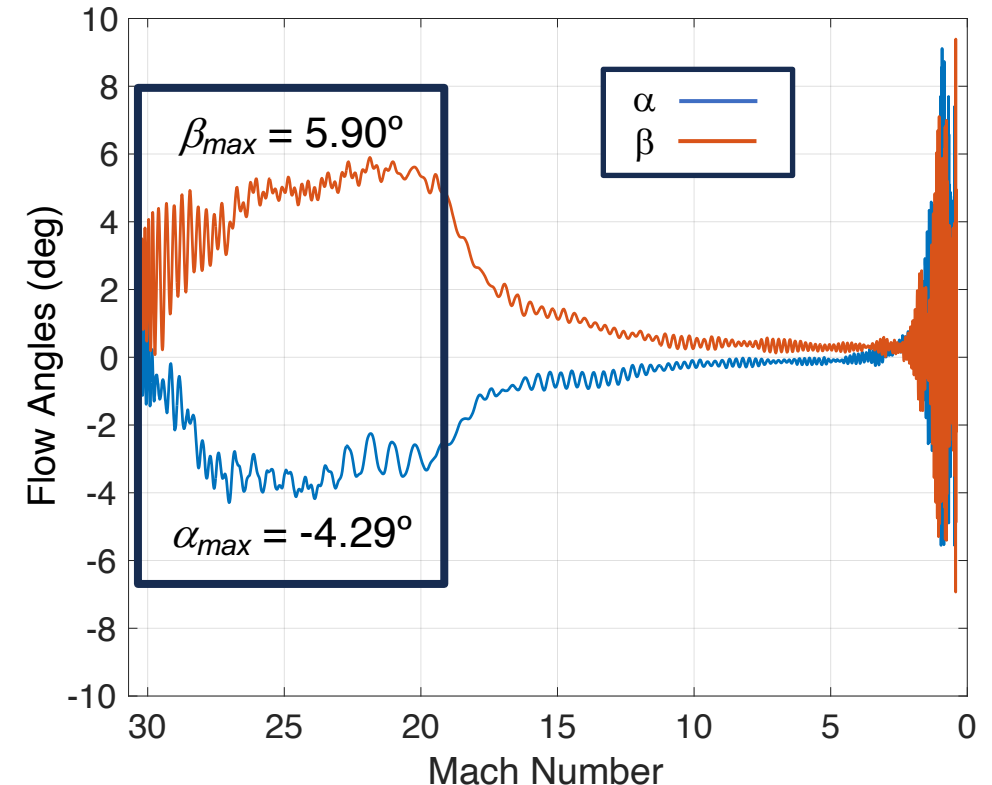 10
8
6
4
2
0
-2
-4
-6
-8
-10
Flow Angles (deg)
βmax = 5.90º
αmax = -4.29º
α
β
30 25 20 15 10 5 0
Mach Number